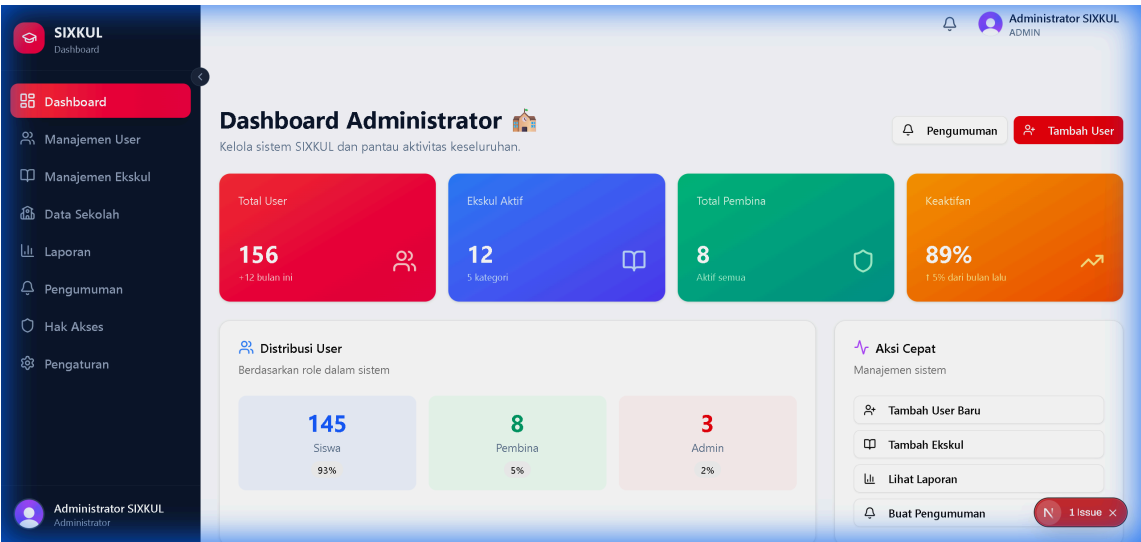 SIXKUL
Dashboard
Administrator SIXKUL
ADMIN
Dashboard
Manajemen User
Manajemen Ekskul
Data Sekolah
Laporan
Pengumuman
Hak Akses
Pengaturan
Administrator SIXKUL
Administrator
Dashboard Administrator
Kelola sistem SIXKUL dan pantau aktivitas keseluruhan.
Pengumuman
Tambah User
Total User
156
+12 bulan ini
Ekskul Aktif
12
5 kategori
Total Pembina
8
Aktif semua
Keaktifan
89%
↑ 5% dari bulan lalu
Distribusi User
Berdasarkan role dalam sistem
145
Siswa
93%
8
Pembina
5%
3
Admin
2%
Aksi Cepat
Manajemen sistem
Tambah User Baru
Tambah Ekskul
Lihat Laporan
Buat Pengumuman
N 1 Issue